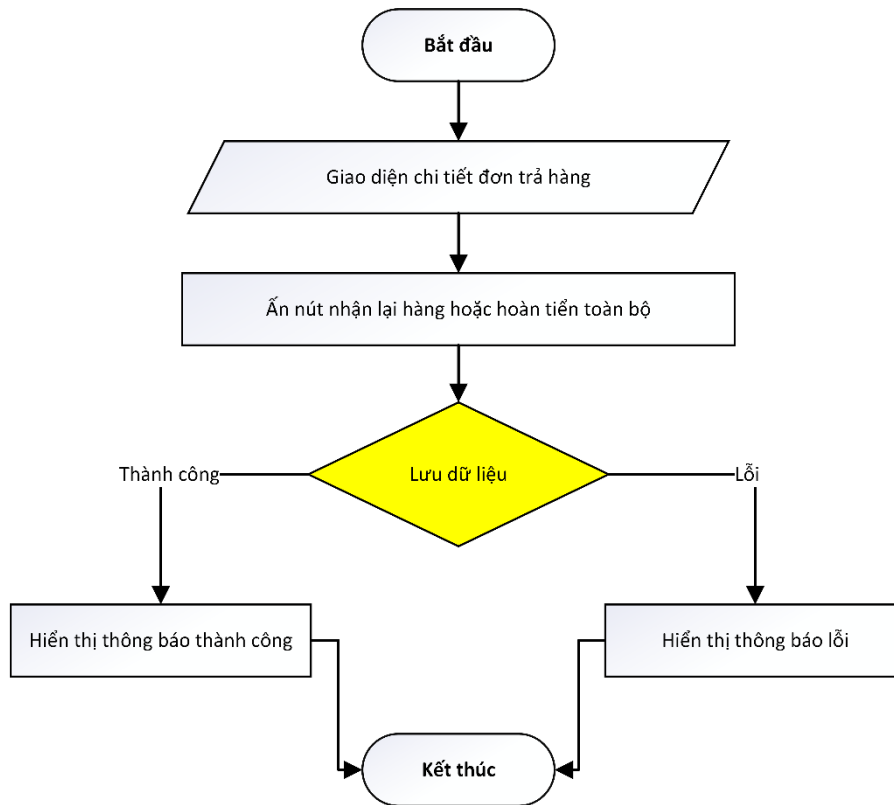 Bắt đầu
Giao diện chi tiết đơn trả hàng
Ấn nút nhận lại hàng hoặc hoàn tiển toàn bộ
Lưu dữ liệu
Thành công
Lỗi
Hiển thị thông báo thành công
Hiển thị thông báo lỗi
Kết thúc